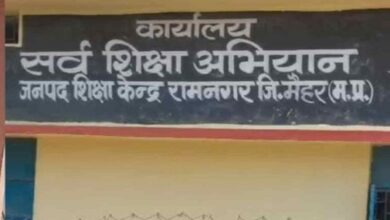 कार्यालय
सर्व शिक्षा अभियान
जनपद शिक्षा केन्द्र रामनगर जि.मैहर(म.प्र.)